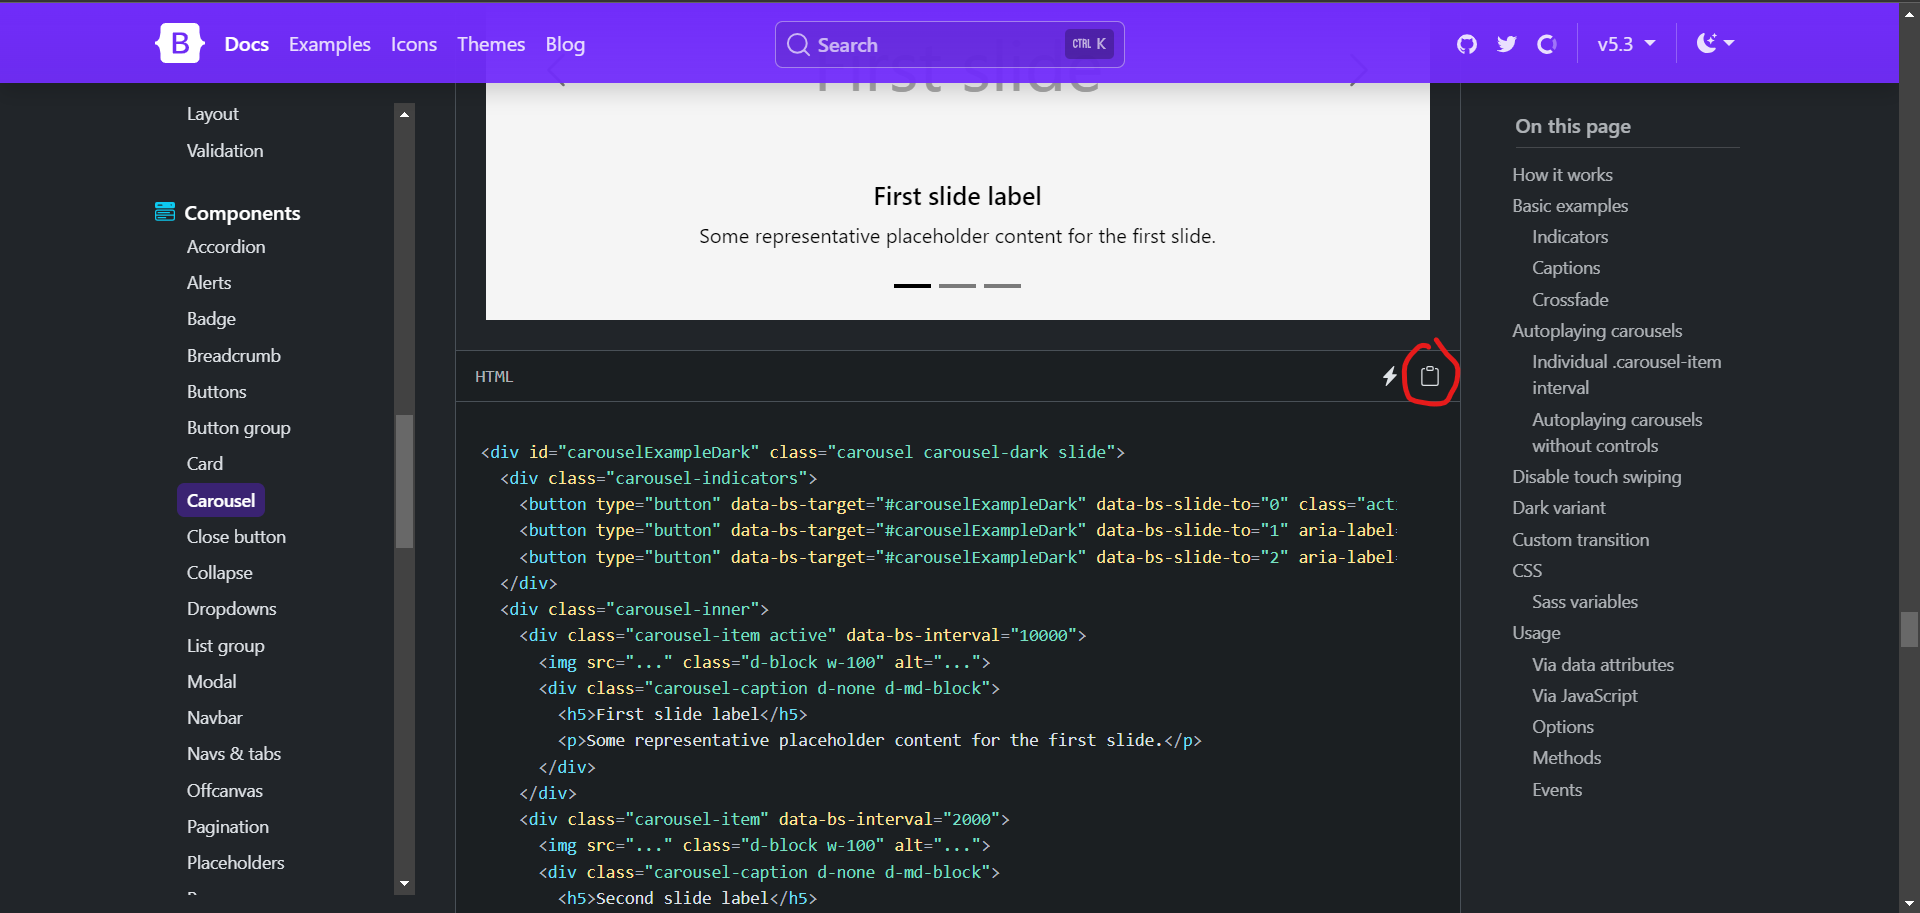 B
Docs
Examples
Icons
Themes
Blog
Search
CTRL K
v5.3
Layout
Validation
Components
Accordion
Alerts
Badge
Breadcrumb
Buttons
Button group
Card
Carousel
Close button
Collapse
Dropdowns
List group
Modal
Navbar
Navs & tabs
Offcanvas
Pagination
Placeholders
First slide
First slide label
Some representative placeholder content for the first slide.
HTML
<div id="carouselExampleDark" class="carousel carousel-dark slide">
  <div class="carousel-indicators">
    <button type="button" data-bs-target="#carouselExampleDark" data-bs-slide-to="0" class="act
    <button type="button" data-bs-target="#carouselExampleDark" data-bs-slide-to="1" aria-label
    <button type="button" data-bs-target="#carouselExampleDark" data-bs-slide-to="2" aria-label
  </div>
  <div class="carousel-inner">
    <div class="carousel-item active" data-bs-interval="10000">
      <img src="..." class="d-block w-100" alt="...">
      <div class="carousel-caption d-none d-md-block">
        <h5>First slide label</h5>
        <p>Some representative placeholder content for the first slide.</p>
      </div>
    </div>
    <div class="carousel-item" data-bs-interval="2000">
      <img src="..." class="d-block w-100" alt="...">
      <div class="carousel-caption d-none d-md-block">
        <h5>Second slide label</h5>
On this page
How it works
Basic examples
Indicators
Captions
Crossfade
Autoplaying carousels
Individual .carousel-item
interval
Autoplaying carousels
without controls
Disable touch swiping
Dark variant
Custom transition
CSS
Sass variables
Usage
Via data attributes
Via JavaScript
Options
Methods
Events